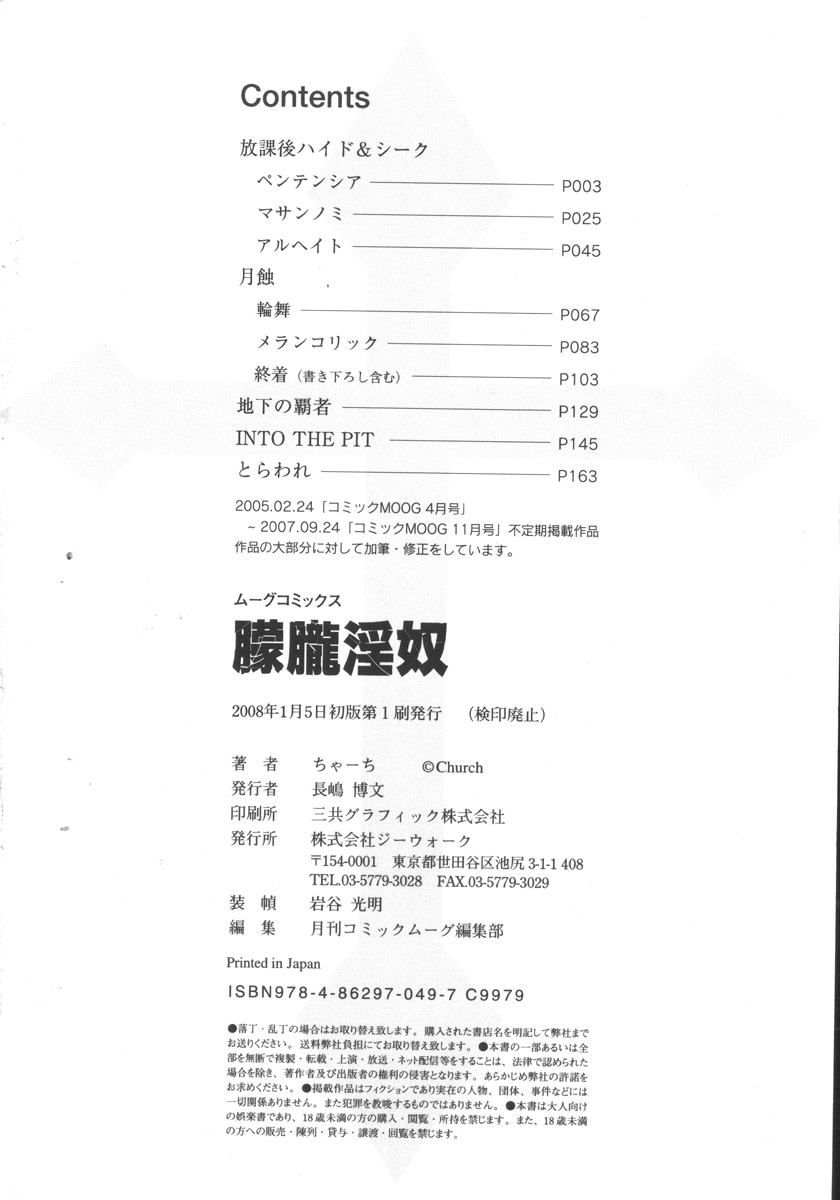 Contents
放課後ハイド&シーク
ペンテンシア P003
マサンノミ P025
アルヘイト P045
月蝕
輪舞 P067
メランコリック P083
終着（書き下ろし含む） P103
地下の覇者 P129
INTO THE PIT P145
とらわれ P163
2005.02.24「コミックMOOG 4月号」
~ 2007.09.24「コミックMOOG 11月号」不定期掲載作品
作品の大部分に対して加筆・修正をしています。
ムーグコミックス
朦朧淫奴
2008年1月5日初版第1刷発行 （検印廃止）
著 者 ちゃーち ©Church
発行者 長嶋 博文
印刷所 三共グラフィック株式会社
発行所 株式会社ジーウォーク
〒154-0001 東京都世田谷区池尻3-1-1 408
TEL.03-5779-3028 FAX.03-5779-3029
装 幀 岩谷 光明
編 集 月刊コミックムーグ編集部
Printed in Japan
ISBN978-4-86297-049-7 C9979
●落丁・乱丁の場合はお取り替え致します。購入された書店名を明記して弊社まで
お送りください。送料弊社負担にてお取り替え致します。●本書の一部あるいは全
部を無断で複製・転載・上演・放送・ネット配信等をすることは、法律で認められた
場合を除き、著作者及び出版者の権利の侵害となります。あらかじめ弊社の許諾を
お求めください。●掲載作品はフィクションであり実在の人物、団体、事件などには
一切関係ありません。また犯罪を教唆するものではありません。●本書は大人向け
の娯楽書であり、18歳未満の方の購入・閲覧・所持を禁じます。また、18歳未満
の方への販売・陳列・貸与・譲渡・回覧を禁じます。